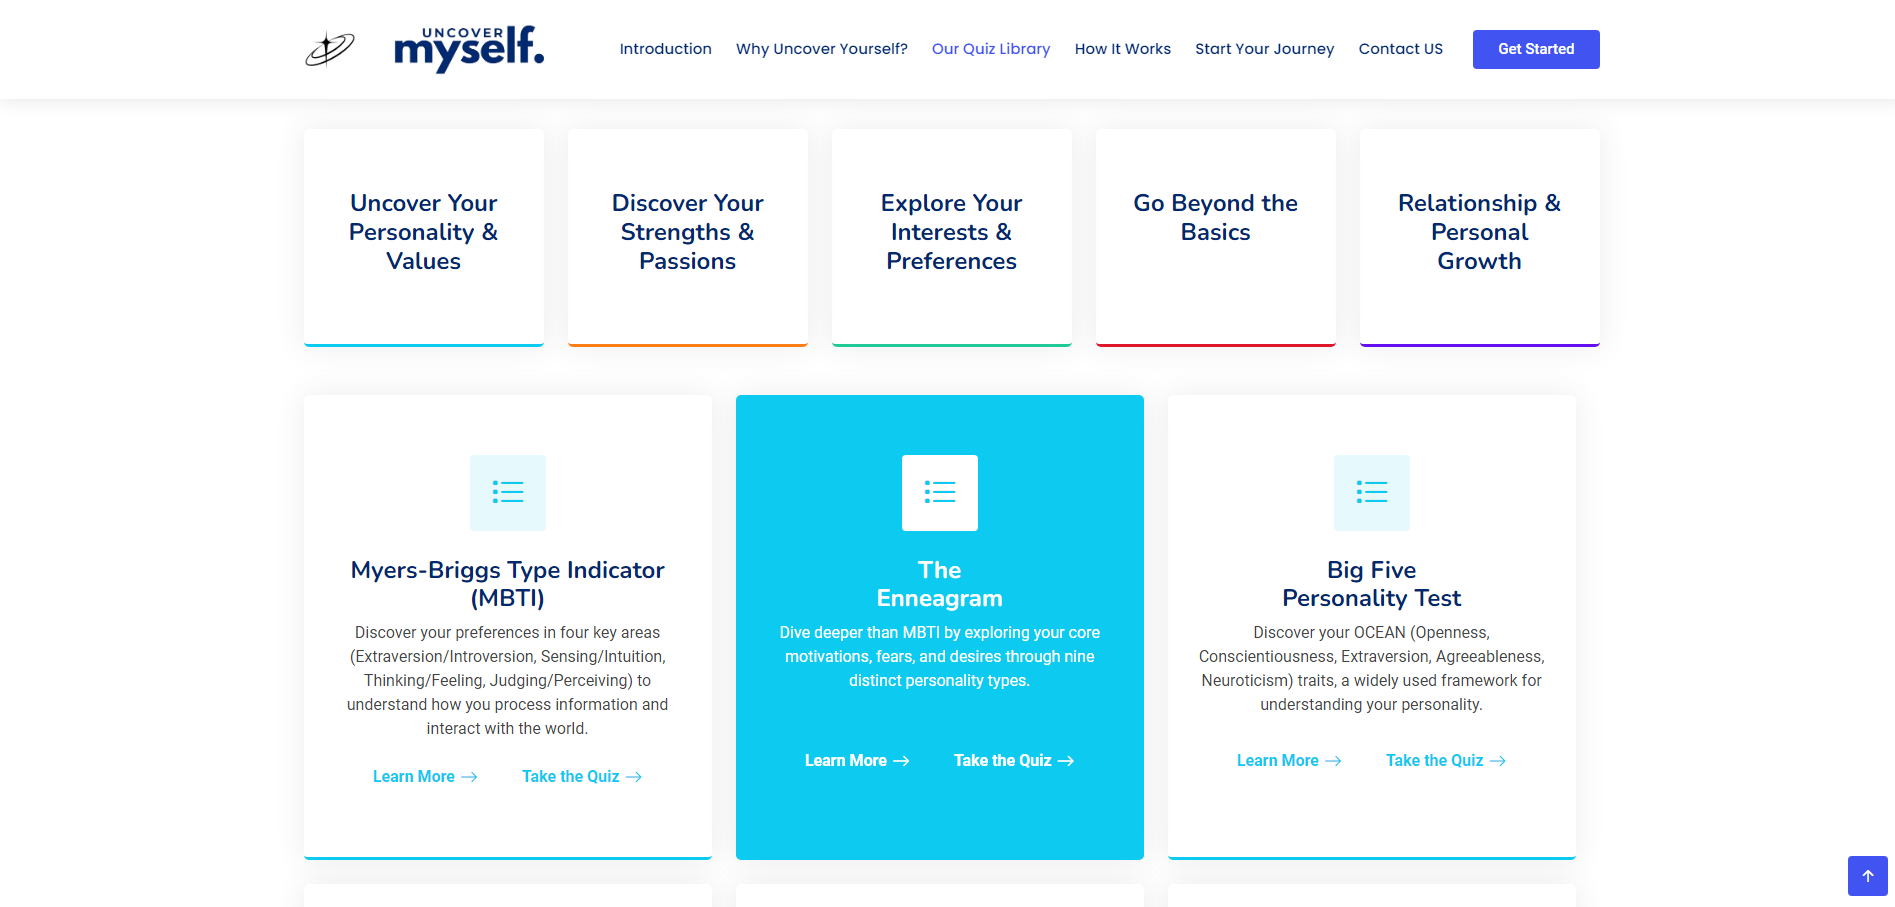 UNCOVER
myself.
Introduction
Why Uncover Yourself?
Our Quiz Library
How It Works
Start Your Journey
Contact US
Get Started
Uncover Your
Personality &
Values
Discover Your
Strengths &
Passions
Explore Your
Interests &
Preferences
Go Beyond the
Basics
Relationship &
Personal
Growth
Myers-Briggs Type Indicator
(MBTI)
Discover your preferences in four key areas
(Extraversion/Introversion, Sensing/Intuition,
Thinking/Feeling, Judging/Perceiving) to
understand how you process information and
interact with the world.
Learn More
Take the Quiz
The
Enneagram
Dive deeper than MBTI by exploring your core
motivations, fears, and desires through nine
distinct personality types.
Learn More
Take the Quiz
Big Five
Personality Test
Discover your OCEAN (Openness,
Conscientiousness, Extraversion, Agreeableness,
Neuroticism) traits, a widely used framework for
understanding your personality.
Learn More
Take the Quiz